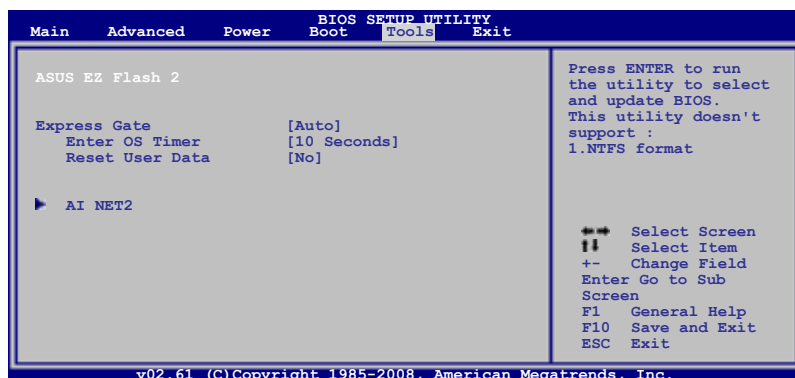 BIOS SETUP UTILITY
Main Advanced Power Boot Tools Exit
ASUS EZ Flash 2
Express Gate [Auto]
Enter OS Timer [10 Seconds]
Reset User Data [No]
AI NET2
Press ENTER to run
the utility to select
and update BIOS.
This utility doesn't
support :
1.NTFS format
Select Screen
Select Item
+- Change Field
Enter Go to Sub
Screen
F1 General Help
F10 Save and Exit
ESC Exit
v02.61 (C)Copyright 1985-2008, American Megatrends, Inc.